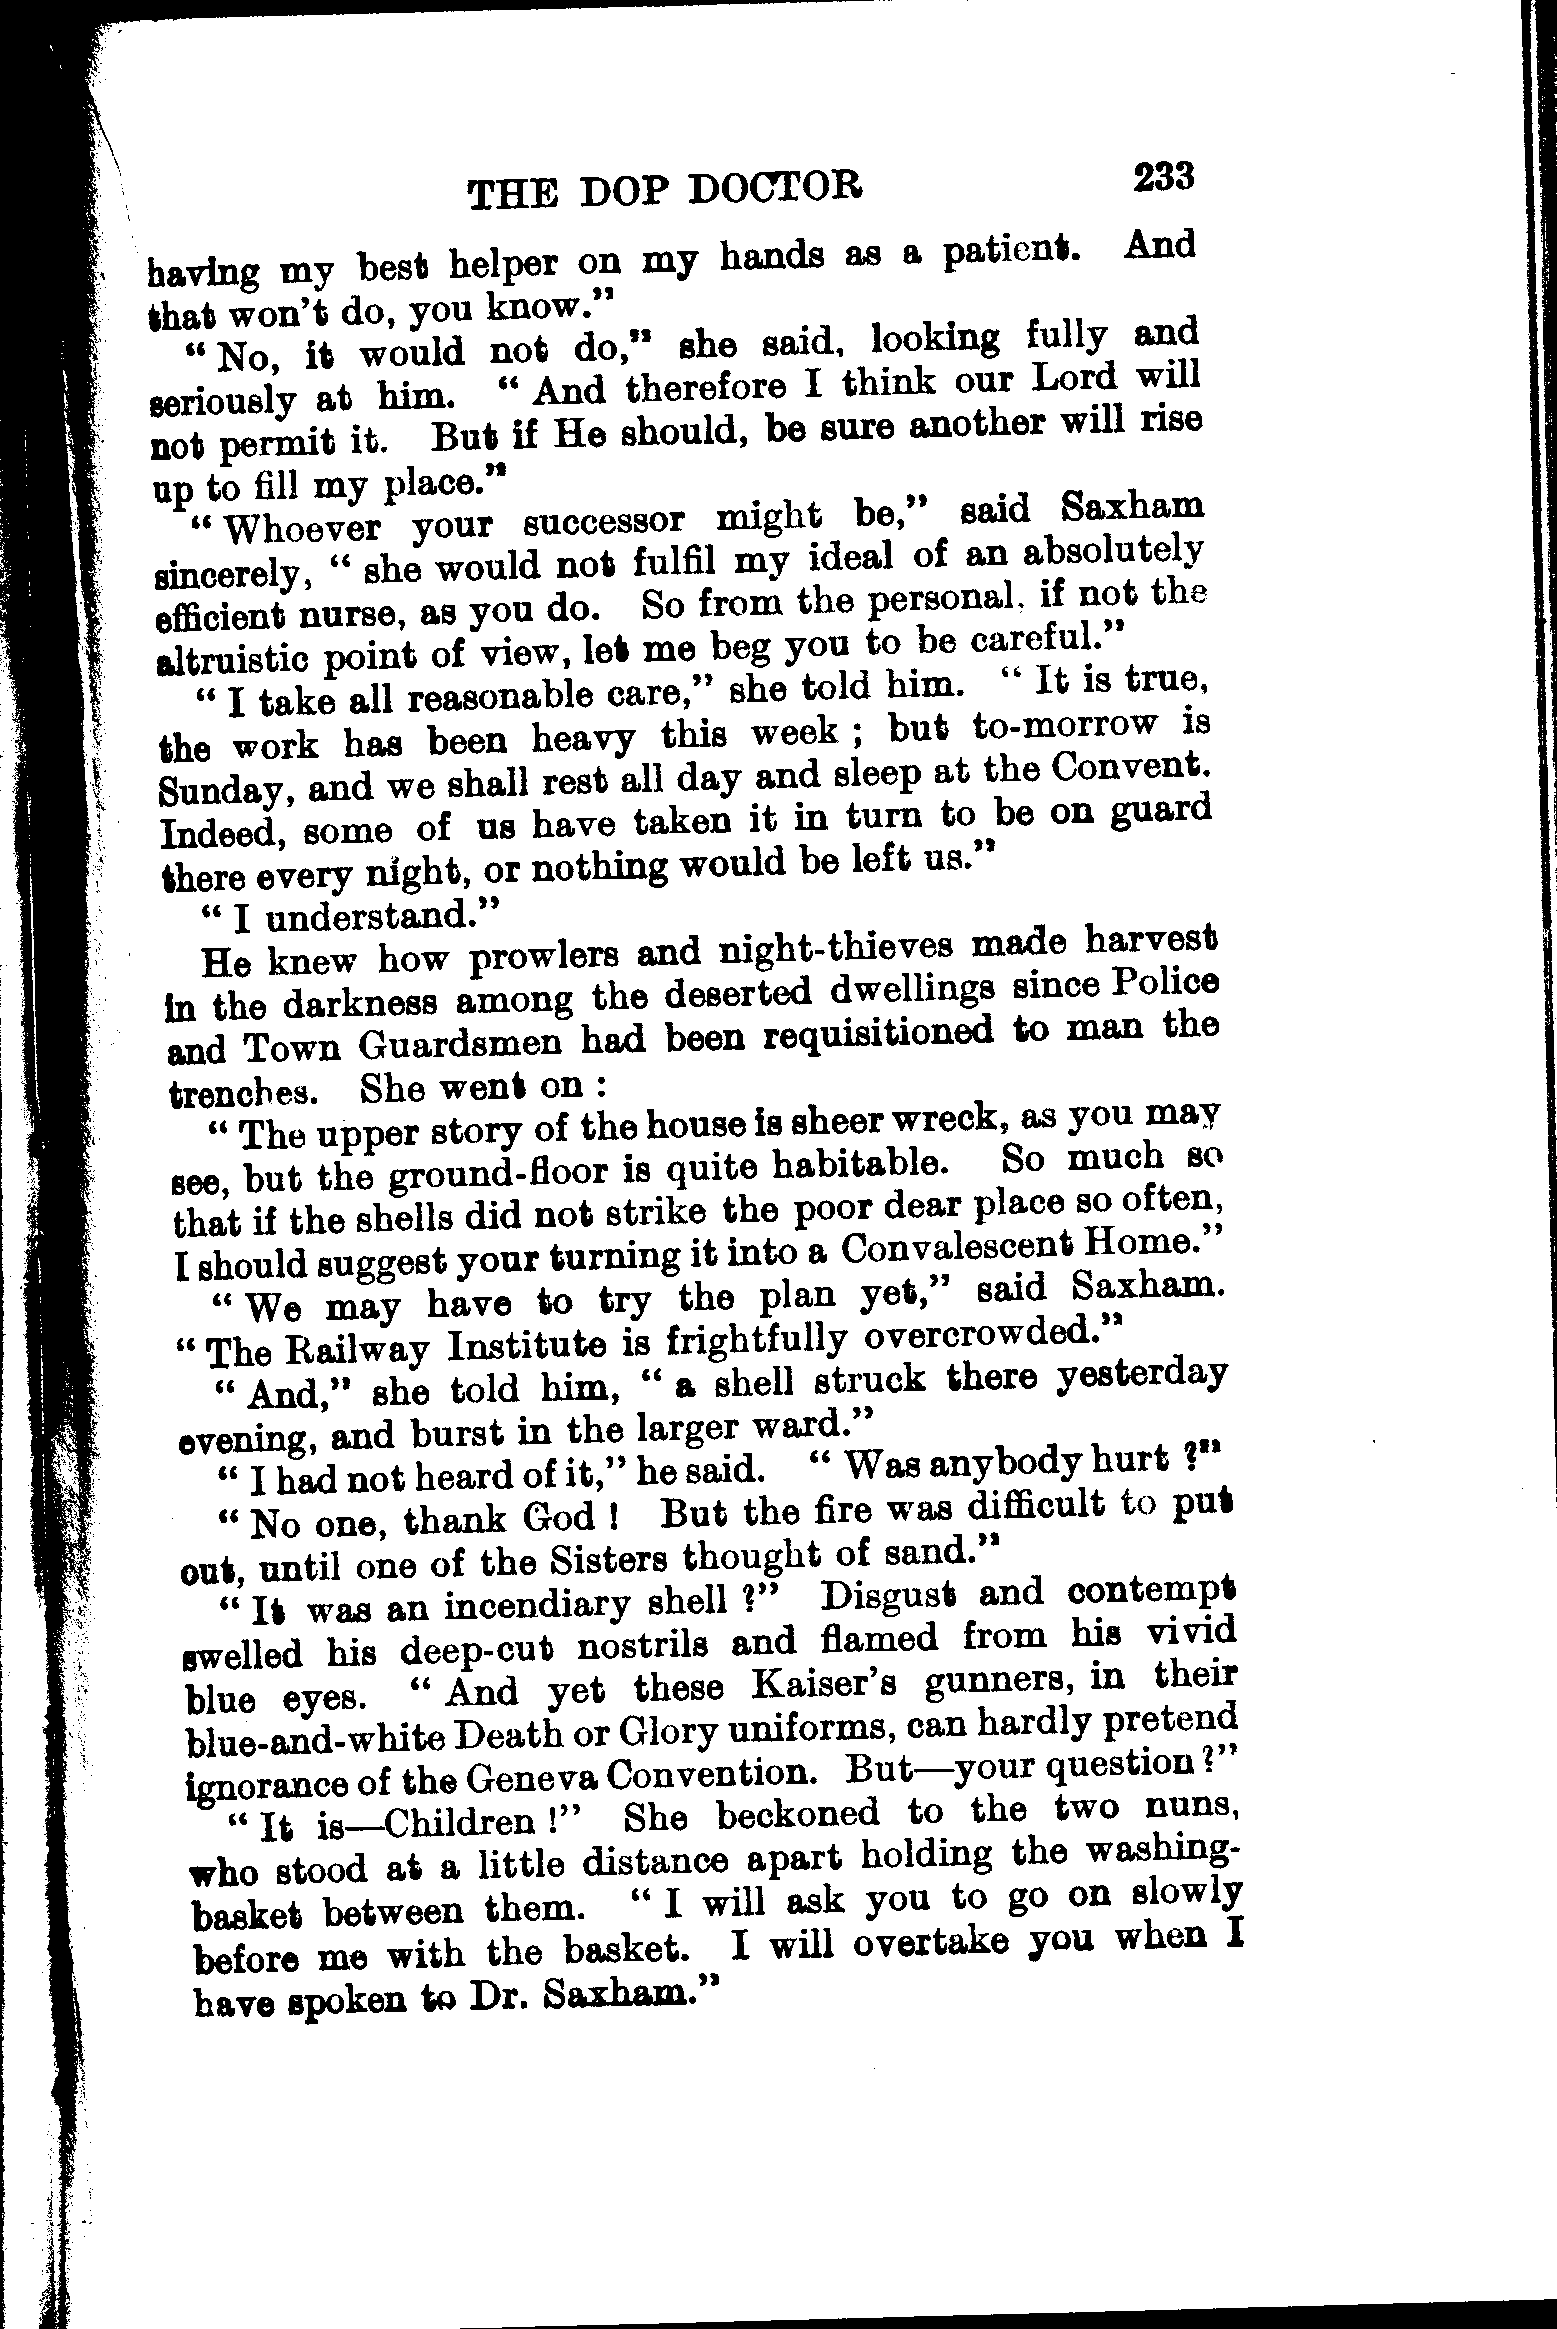 THE DOP DOCTOR 233
having my best helper on my hands as a patient. And
that won't do, you know."
"No, it would not do," she said, looking fully and
seriously at him. "And therefore I think our Lord will
not permit it. But if He should, be sure another will rise
up to fill my place."
"Whoever your successor might be," said Saxham
sincerely, "she would not fulfil my ideal of an absolutely
efficient nurse, as you do. So from the personal, if not the
altruistic point of view, let me beg you to be careful."
"I take all reasonable care," she told him. "It is true,
the work has been heavy this week; but to-morrow is
Sunday, and we shall rest all day and sleep at the Convent.
Indeed, some of us have taken it in turn to be on guard
there every night, or nothing would be left us."
"I understand."
He knew how prowlers and night-thieves made harvest
in the darkness among the deserted dwellings since Police
and Town Guardsmen had been requisitioned to man the
trenches. She went on:
"The upper story of the house is sheer wreck, as you may
see, but the ground-floor is quite habitable. So much so
that if the shells did not strike the poor dear place so often,
I should suggest your turning it into a Convalescent Home."
"We may have to try the plan yet," said Saxham.
"The Railway Institute is frightfully overcrowded."
"And," she told him, "a shell struck there yesterday
evening, and burst in the larger ward."
"I had not heard of it," he said. "Was anybody hurt?"
"No one, thank God! But the fire was difficult to put
out, until one of the Sisters thought of sand."
"It was an incendiary shell?" Disgust and contempt
swelled his deep-cut nostrils and flamed from his vivid
blue eyes. "And yet these Kaiser's gunners, in their
blue-and-white Death or Glory uniforms, can hardly pretend
ignorance of the Geneva Convention. But—your question?"
"It is—Children!" She beckoned to the two nuns,
who stood at a little distance apart holding the washing-
basket between them. "I will ask you to go on slowly
before me with the basket. I will overtake you when I
have spoken to Dr. Saxham."